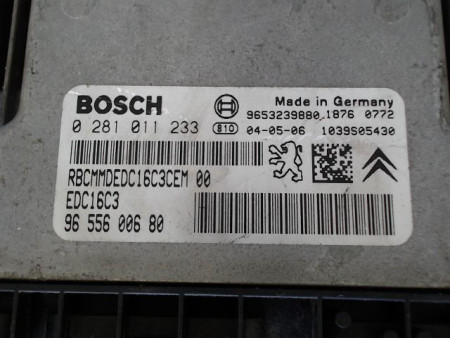 BOSCH
Made in Germany
9653239880 1876 0772
0 281 011 233 810 04-05-06 1039S05430
RBCMMDEDC16C3CEM 00
EDC16C3
96 556 006 80